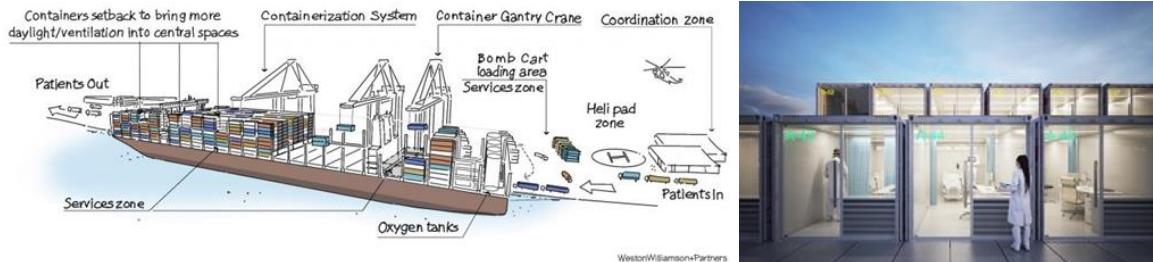 Containers setback to bring more
daylight/ventilation into central spaces
Containerization System
Container Gantry Crane
Coordination zone
Bomb Cart
loading area
Services zone
Patients Out
Heli pad
zone
H
Patients In
Services zone
Oxygen tanks
WestonWilliamson+Partners
A-44